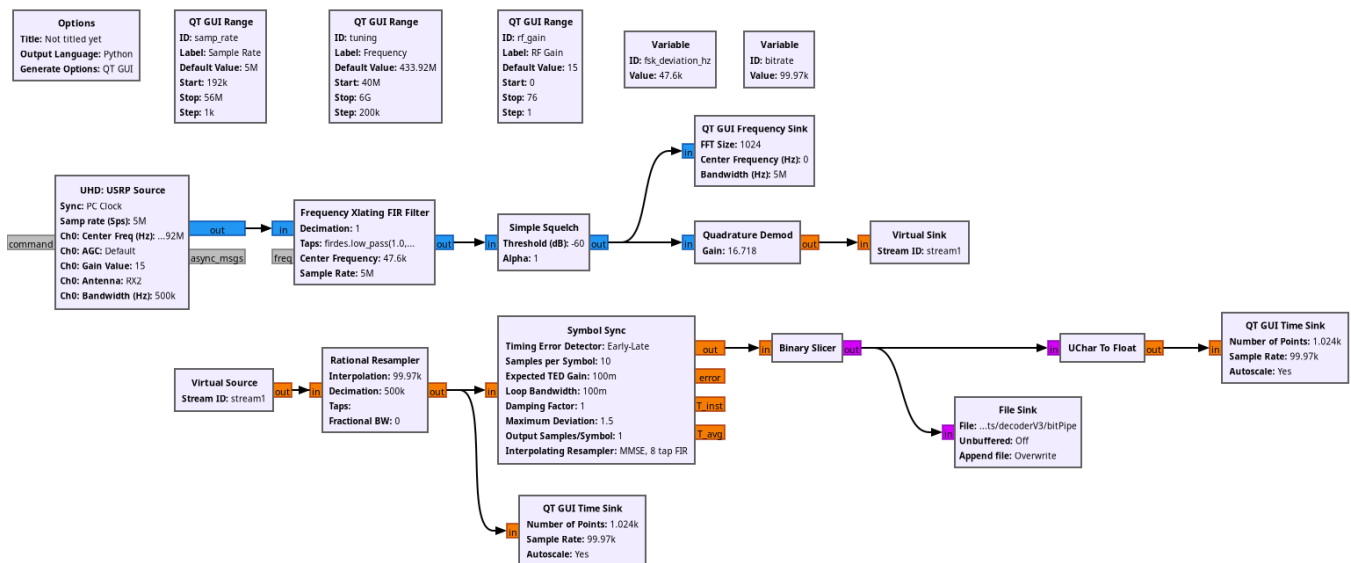 Options
Title: Not titled yet
Output Language: Python
Generate Options: QT GUI
QT GUI Range
ID: samp_rate
Label: Sample Rate
Default Value: 5M
Start: 192k
Stop: 56M
Step: 1k
QT GUI Range
ID: tuning
Label: Frequency
Default Value: 433.92M
Start: 40M
Stop: 6G
Step: 200k
QT GUI Range
ID: rf_gain
Label: RF Gain
Default Value: 15
Start: 0
Stop: 76
Step: 1
Variable
ID: fsk_deviation_hz
Value: 47.6k
Variable
ID: bitrate
Value: 99.97k
QT GUI Frequency Sink
FFT Size: 1024
Center Frequency (Hz): 0
Bandwidth (Hz): 5M
in
UHD: USRP Source
Sync: PC Clock
Samp rate (Sps): 5M
Ch0: Center Freq (Hz): ...92M
Ch0: AGC: Default
Ch0: Gain Value: 15
Ch0: Antenna: RX2
Ch0: Bandwidth (Hz): 500k
command
out
async_msgs
Frequency Xlating FIR Filter
Decimation: 1
Taps: firdes.low_pass(1.0,...
Center Frequency: 47.6k
Sample Rate: 5M
in
freq
out
Simple Squelch
Threshold (dB): -60
Alpha: 1
in
out
Quadrature Demod
Gain: 16.718
in
out
Virtual Sink
Stream ID: stream1
in
Virtual Source
Stream ID: stream1
out
Rational Resampler
Interpolation: 99.97k
Decimation: 500k
Taps:
Fractional BW: 0
in
out
Symbol Sync
Timing Error Detector: Early-Late
Samples per Symbol: 10
Expected TED Gain: 100m
Loop Bandwidth: 100m
Damping Factor: 1
Maximum Deviation: 1.5
Output Samples/Symbol: 1
Interpolating Resampler: MMSE, 8 tap FIR
in
out
error
T_inst
T_avg
Binary Slicer
in
out
UChar To Float
in
out
QT GUI Time Sink
Number of Points: 1.024k
Sample Rate: 99.97k
Autoscale: Yes
in
File Sink
File: ...ts/decoderV3/bitPipe
Unbuffered: Off
Append file: Overwrite
in
QT GUI Time Sink
Number of Points: 1.024k
Sample Rate: 99.97k
Autoscale: Yes
in